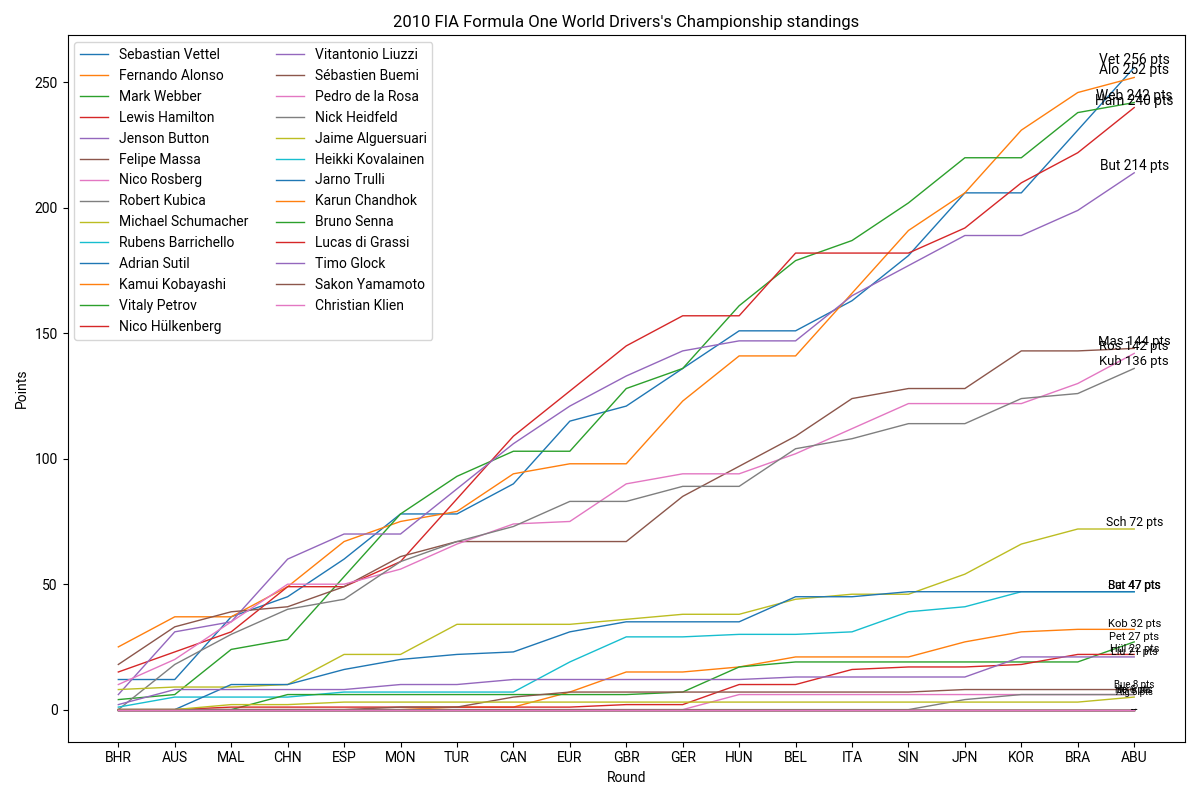 2010 FIA Formula One World Drivers's Championship standings
Sebastian Vettel
Fernando Alonso
Mark Webber
Lewis Hamilton
Jenson Button
Felipe Massa
Nico Rosberg
Robert Kubica
Michael Schumacher
Rubens Barrichello
Adrian Sutil
Kamui Kobayashi
Vitaly Petrov
Nico Hülkenberg
Vitantonio Liuzzi
Sébastien Buemi
Pedro de la Rosa
Nick Heidfeld
Jaime Alguersuari
Heikki Kovalainen
Jarno Trulli
Karun Chandhok
Bruno Senna
Lucas di Grassi
Timo Glock
Sakon Yamamoto
Christian Klien
Vet 256 pts
Alo 252 pts
Web 242 pts
Ham 240 pts
But 214 pts
Mas 144 pts
Ros 142 pts
Kub 136 pts
Sch 72 pts
47 pts
Kob 32 pts
Pet 27 pts
Hül 22 pts
21 pts
Bue 8 pts
250
200
150
100
50
0
Points
BHR AUS MAL CHN ESP MON TUR CAN EUR GBR GER HUN BEL ITA SIN JPN KOR BRA ABU
Round